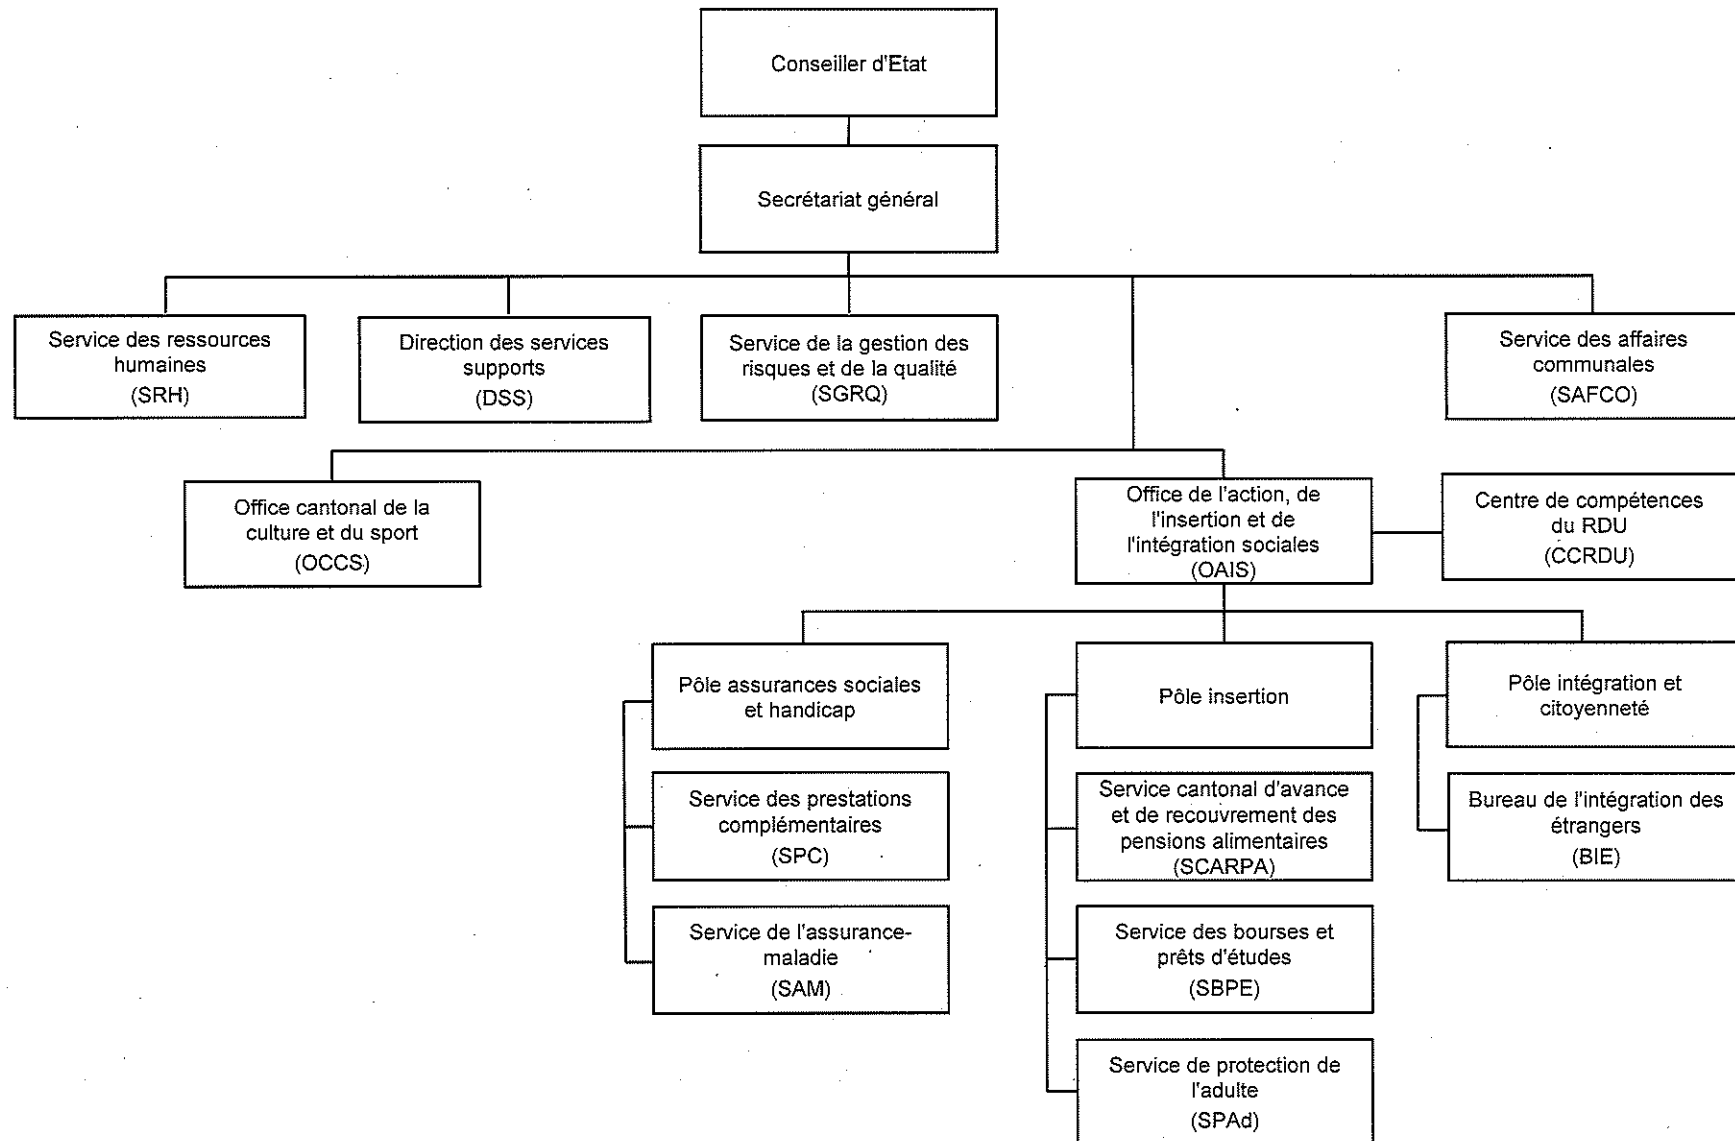 Conseiller d'Etat
Secrétariat général
Service des ressources
humaines
(SRH)
Direction des services
supports
(DSS)
Service de la gestion des
risques et de la qualité
(SGRQ)
Service des affaires
communales
(SAFCO)
Office cantonal de la
culture et du sport
(OCCS)
Office de l'action, de
l'insertion et de
l'intégration sociales
(OAIS)
Centre de compétences
du RDU
(CCRDU)
Pôle assurances sociales
et handicap
Pôle insertion
Pôle intégration et
citoyenneté
Service des prestations
complémentaires
(SPC)
Service cantonal d'avance
et de recouvrement des
pensions alimentaires
(SCARPA)
Bureau de l'intégration des
étrangers
(BIE)
Service de l'assurance-
maladie
(SAM)
Service des bourses et
prêts d'études
(SBPE)
Service de protection de
l'adulte
(SPAd)